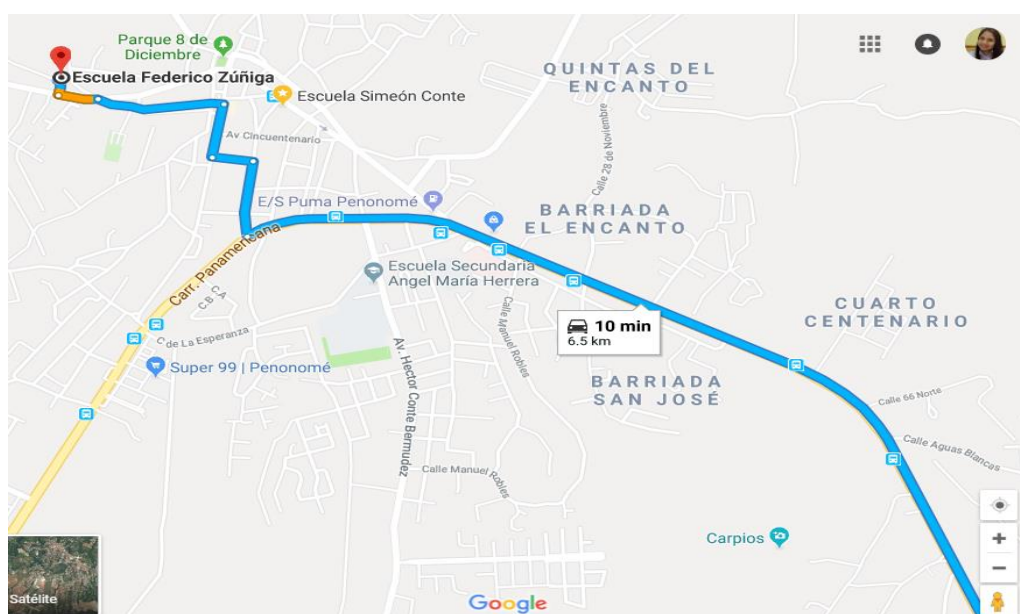 Parque 8 de
Diciembre
Escuela Federico Zúñiga
Escuela Simeón Conte
QUINTAS DEL
ENCANTO
Av Cincuentenario
Calle 28 de Noviembre
E/S Puma Penonomé
BARRIADA
EL ENCANTO
Carr. Panamericana
Escuela Secundaria
Angel María Herrera
C.A
C.B
CUARTO
CENTENARIO
10 min
6.5 km
C de La Esperanza
Calle Manuel Robles
Super 99 | Penonomé
Av. Hector Conte Bermudez
BARRIADA
SAN JOSÉ
Calle 66 Norte
Calle Aguas Blancas
Calle Manuel Robles
Carpios
Satélite
Google